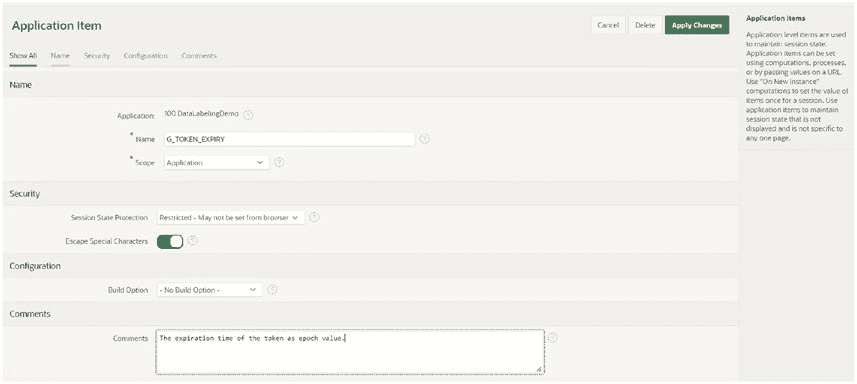 Application Item
Cancel
Delete
Apply Changes
Show All Name Security Configuration Comments
Name
Application: 100 DataLabelingDemo
* Name G_TOKEN_EXPIRY
* Scope Application
Security
Session State Protection Restricted - May not be set from browser
Escape Special Characters
Configuration
Build Option - No Build Option -
Comments
Comments The expiration time of the token as epoch value.
Application items
Application level items are used
to maintain session state.
Application items can be set
using computations, processes,
or by passing values on a URL.
Use "On New Instance"
computations to set the value of
items once for a session. Use
application items to maintain
session state that is not
displayed and is not specific to
any one page.